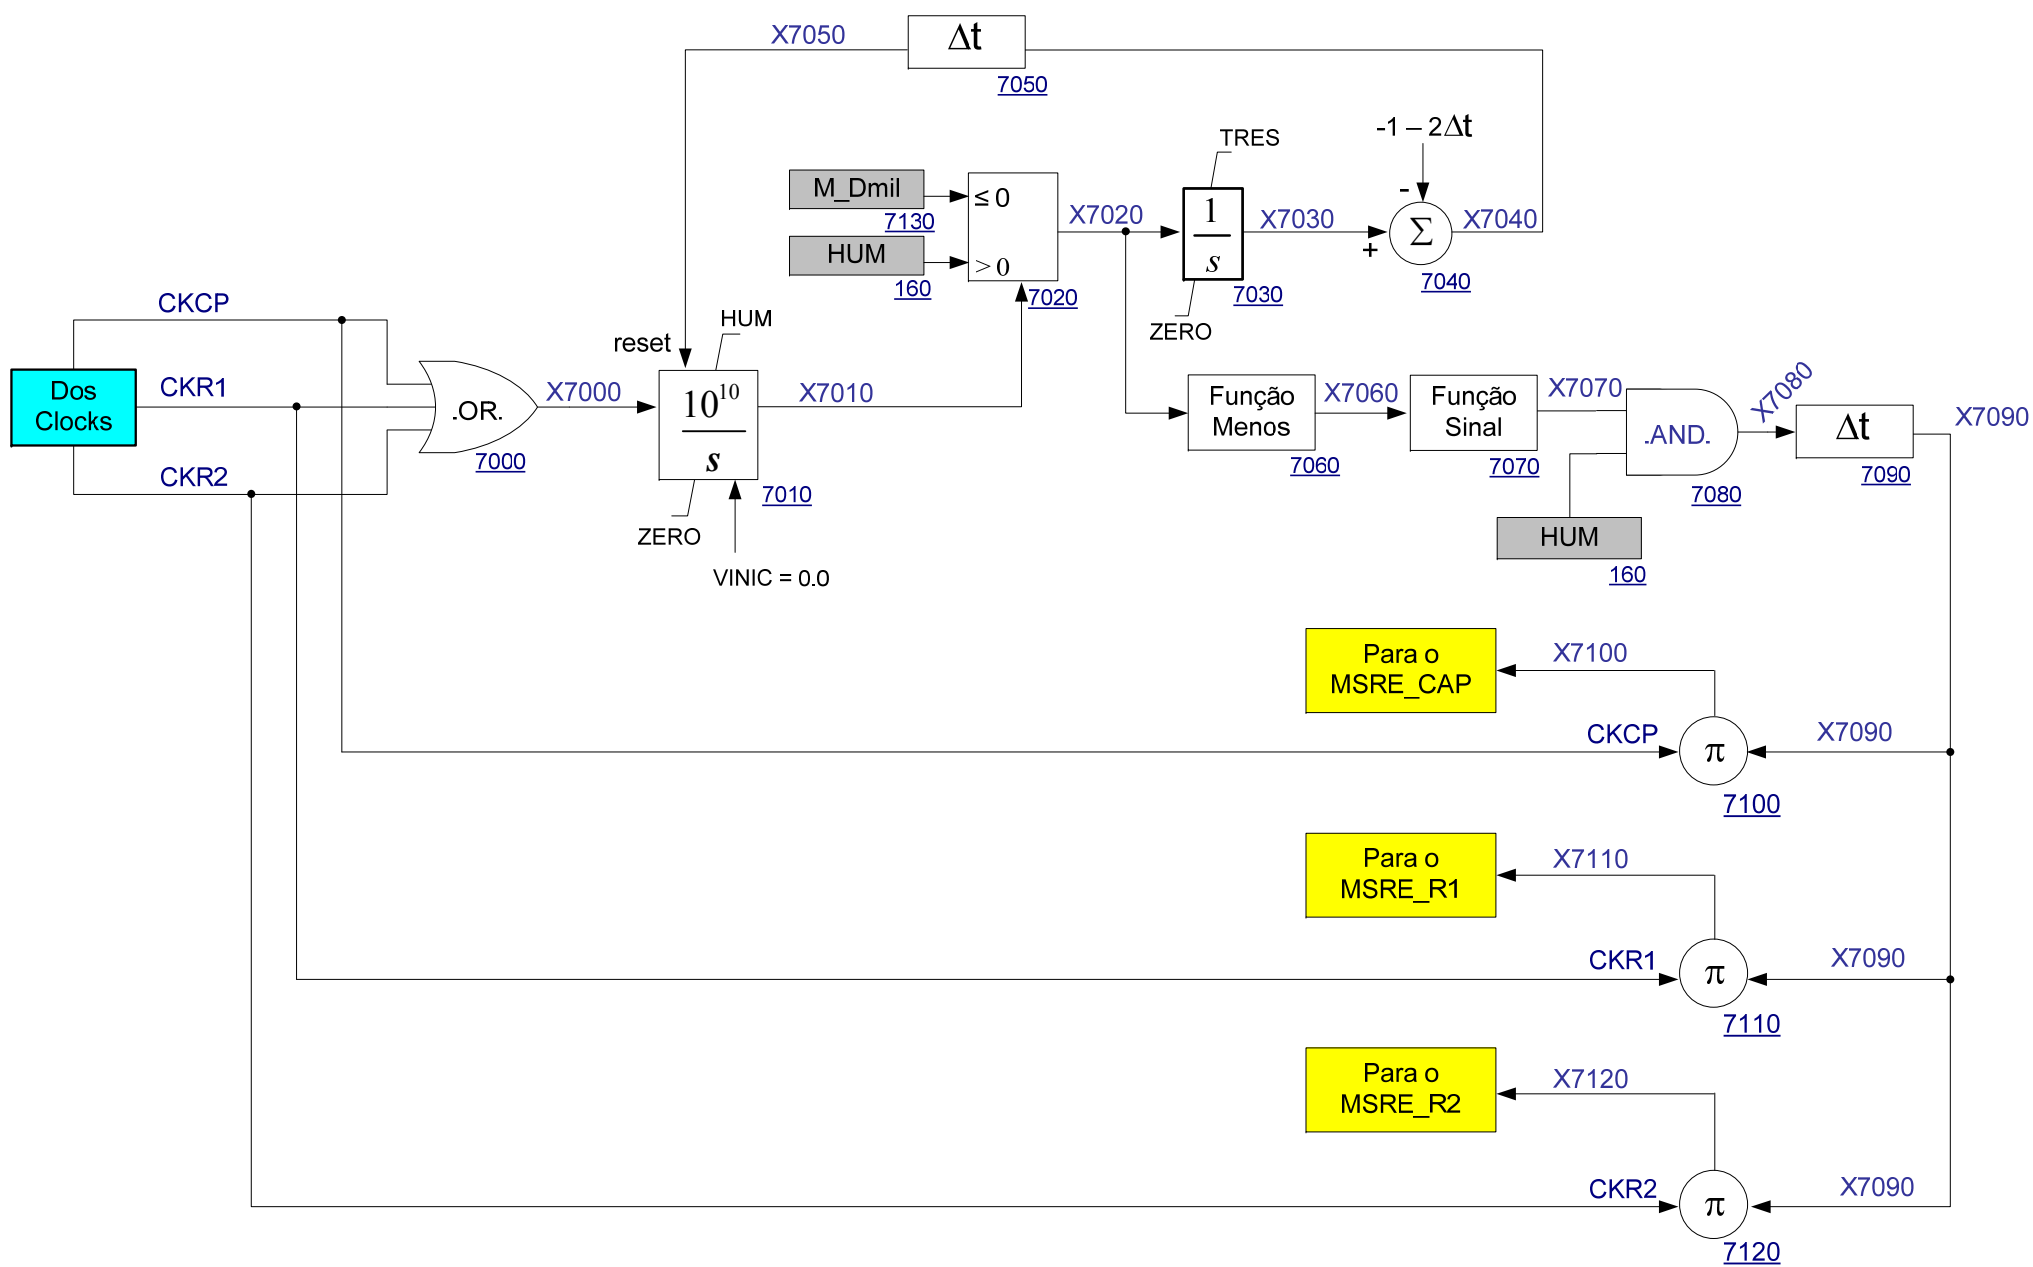 X7050
Δt
7050
-1 – 2Δt
TRES
M_Dmil
7130
HUM
160
≤ 0
> 0
7020
X7020
1
s
7030
ZERO
X7030
-
+
Σ
7040
X7040
CKCP
Dos
Clocks
CKR1
CKR2
.OR.
7000
X7000
reset
HUM
10^10
s
7010
ZERO
VINIC = 0.0
X7010
Função
Menos
7060
X7060
Função
Sinal
7070
X7070
.AND.
7080
HUM
160
X7080
Δt
7090
X7090
Para o
MSRE_CAP
X7100
CKCP
π
X7090
7100
Para o
MSRE_R1
X7110
CKR1
π
X7090
7110
Para o
MSRE_R2
X7120
CKR2
π
X7090
7120